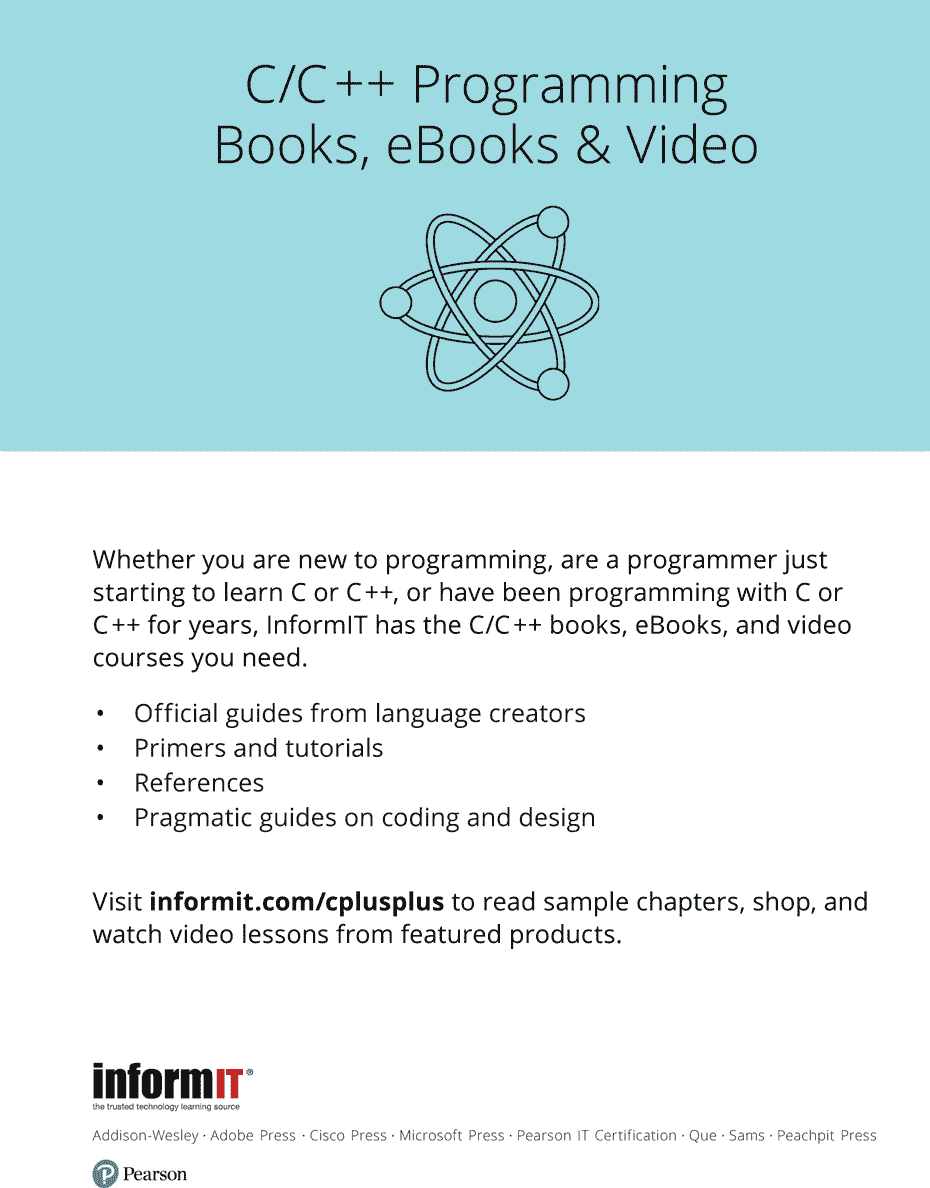 C/C++ Programming
Books, eBooks & Video
Whether you are new to programming, are a programmer just
starting to learn C or C++, or have been programming with C or
C++ for years, InformIT has the C/C++ books, eBooks, and video
courses you need.
• Official guides from language creators
• Primers and tutorials
• References
• Pragmatic guides on coding and design
Visit informit.com/cplusplus to read sample chapters, shop, and
watch video lessons from featured products.
informIT®
the trusted technology learning source
Addison-Wesley · Adobe Press · Cisco Press · Microsoft Press · Pearson IT Certification · Que · Sams · Peachpit Press
P Pearson